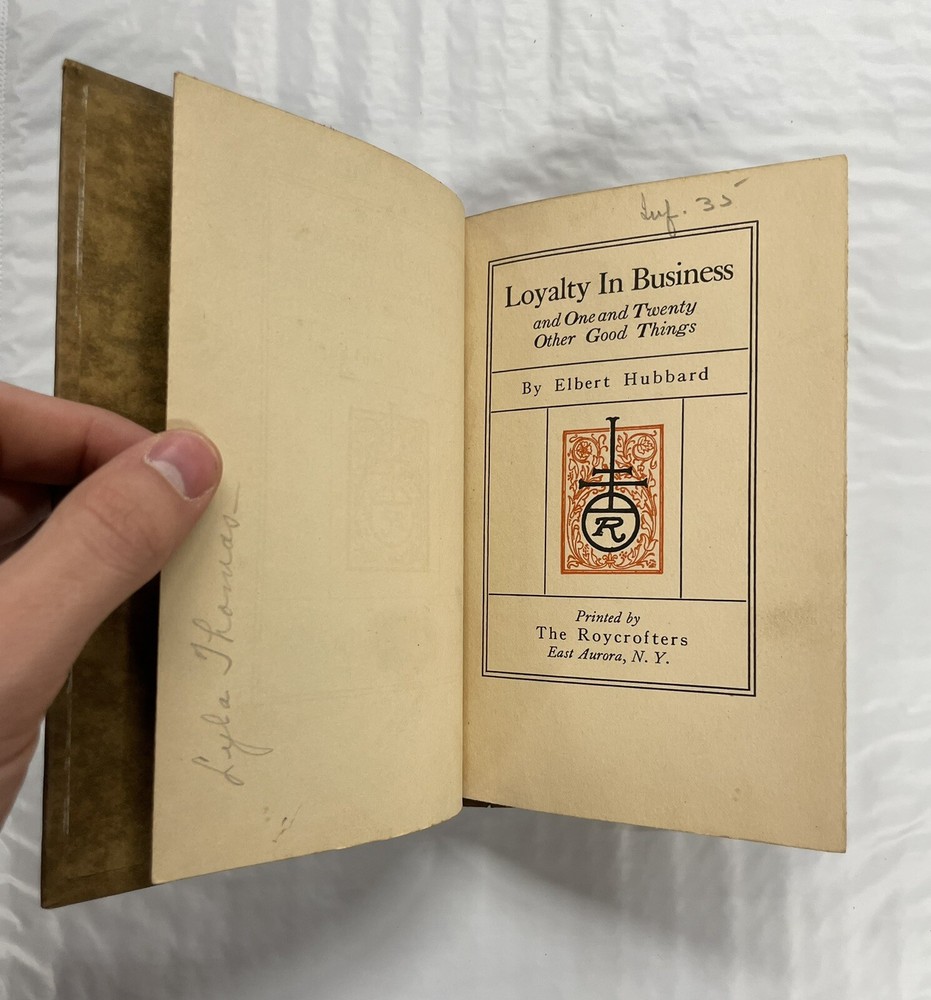 Lyla Thomas
35
Loyalty In Business
and One and Twenty
Other Good Things
By Elbert Hubbard
R
Printed by
The Roycrofters
East Aurora, N. Y.